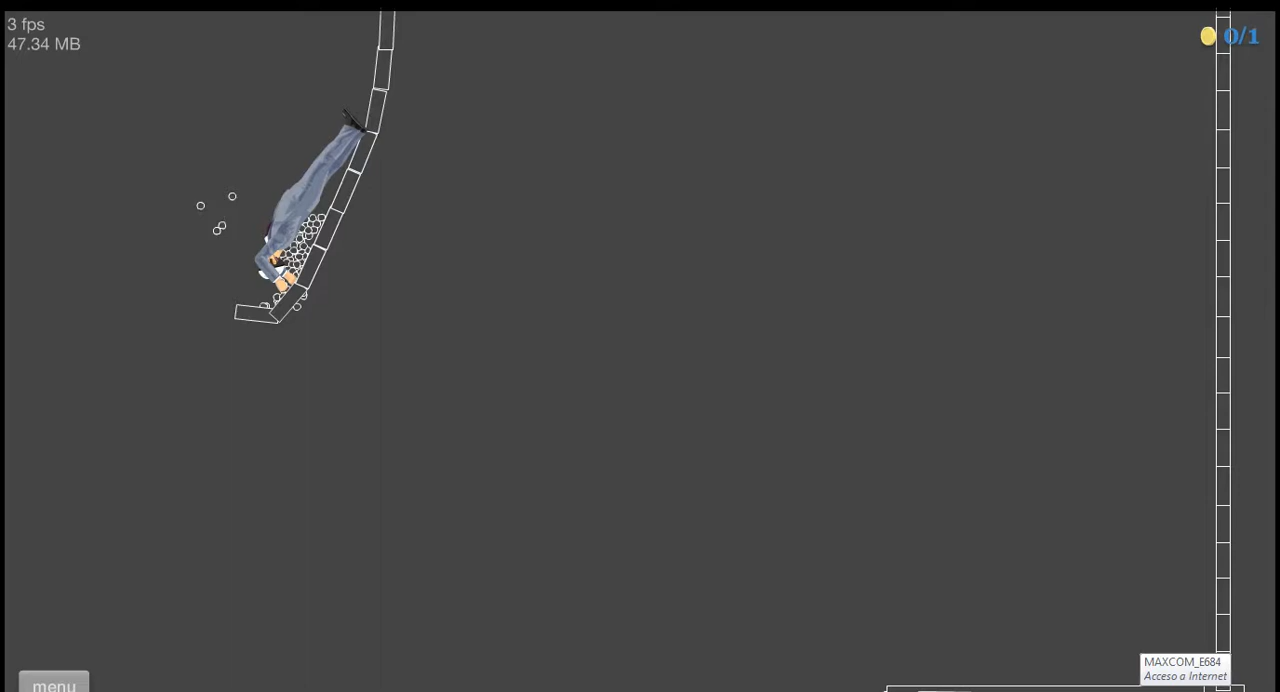 3 fps
47.34 MB
0/1
MAXCOM_E684
Acceso a Internet
menu